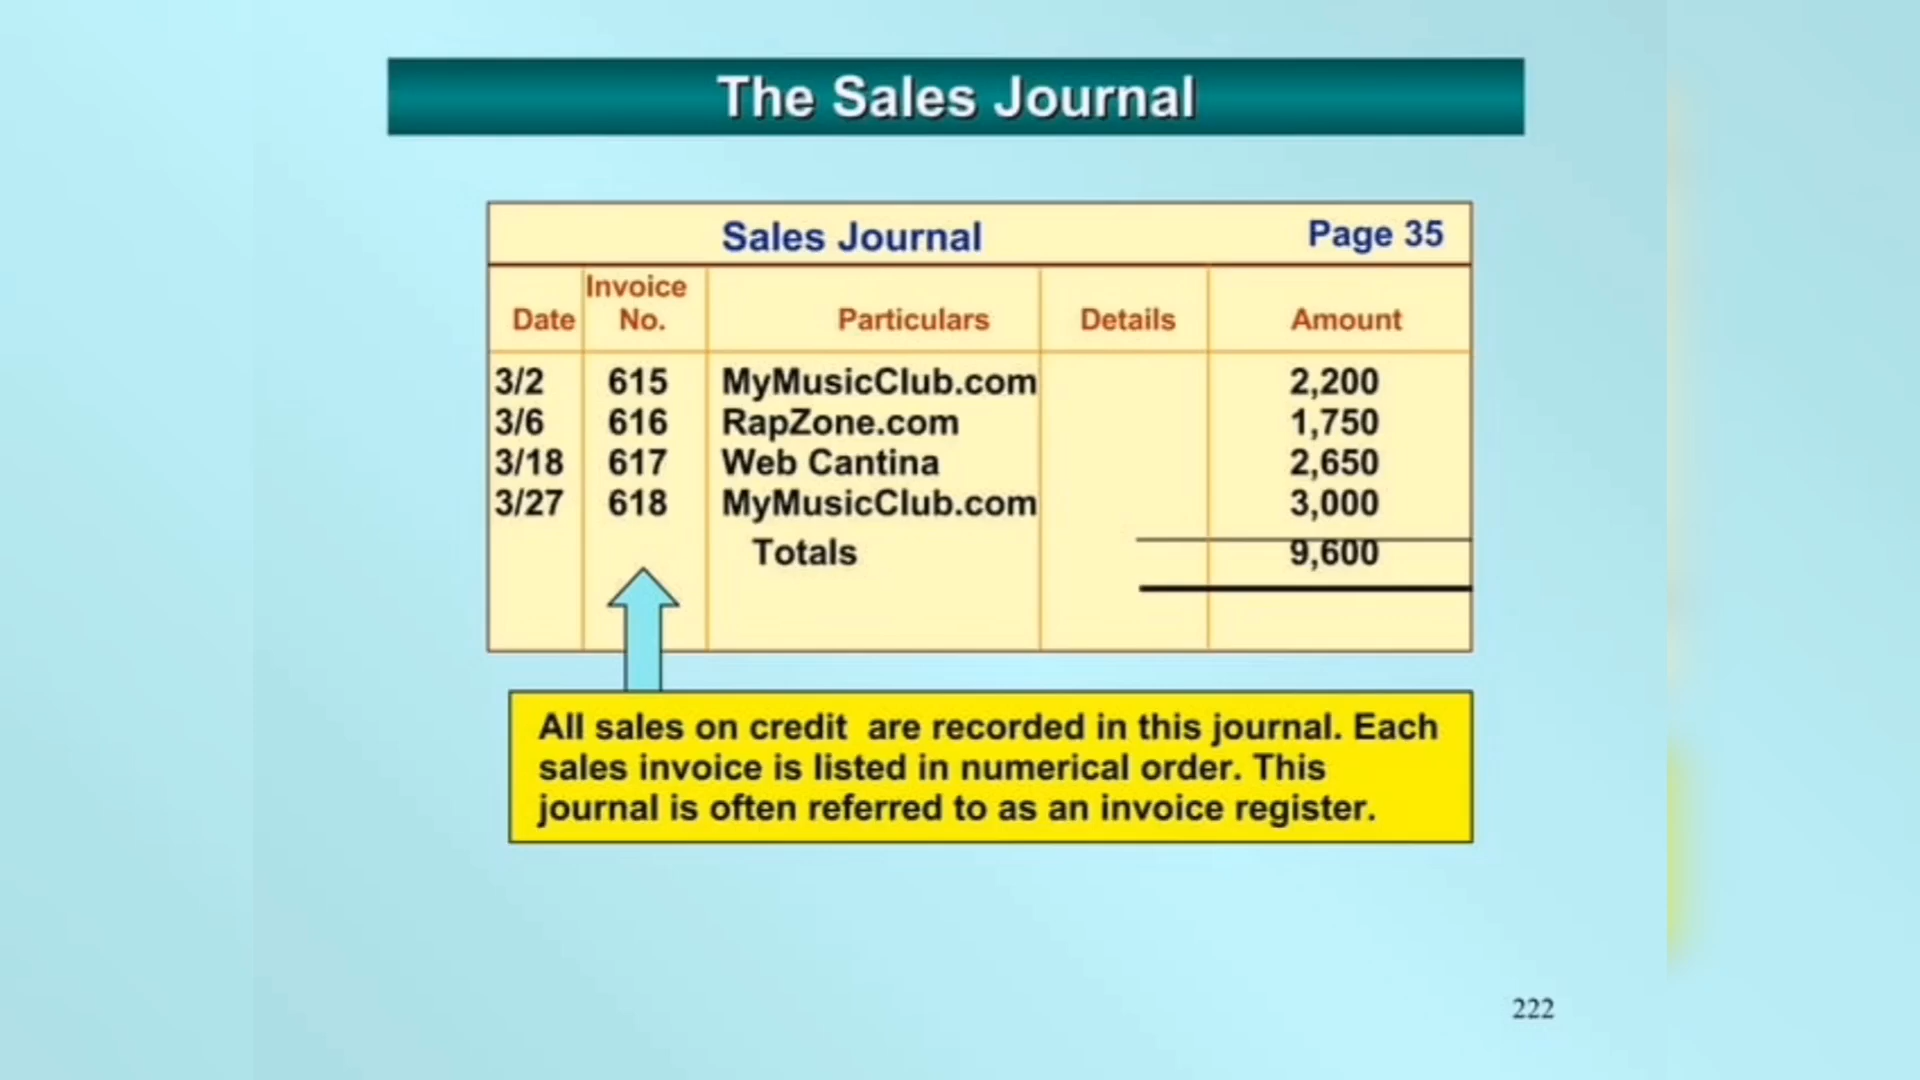 The Sales Journal
Sales Journal Page 35
Date Invoice No. Particulars Details Amount
3/2 615 MyMusicClub.com 2,200
3/6 616 RapZone.com 1,750
3/18 617 Web Cantina 2,650
3/27 618 MyMusicClub.com 3,000
Totals 9,600
All sales on credit are recorded in this journal. Each
sales invoice is listed in numerical order. This
journal is often referred to as an invoice register.
222